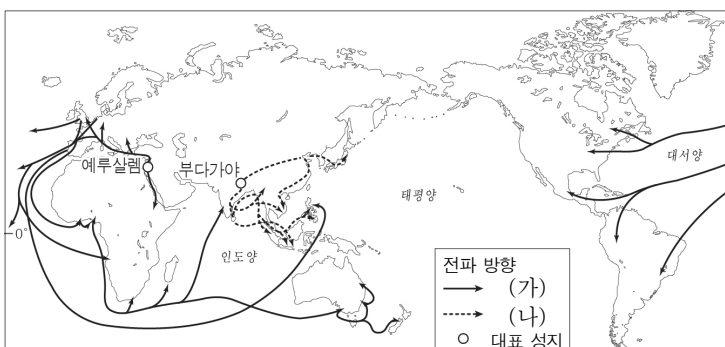 대서양
예루살렘
부다가야
태평양
0°
인도양
전파 방향
(가)
(나)
대표 성지